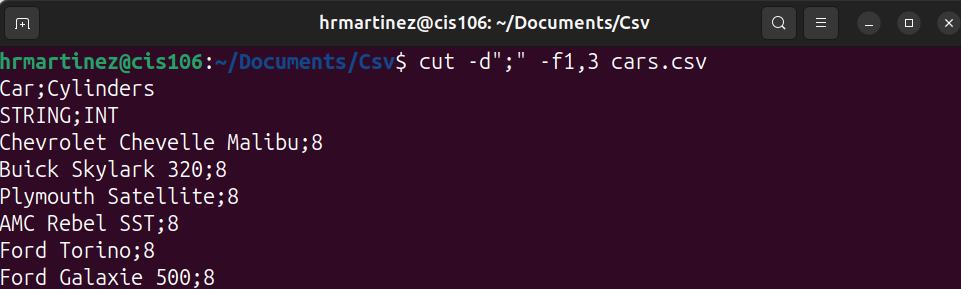 hrmartinez@cis106: ~/Documents/Csv
hrmartinez@cis106:~/Documents/Csv$ cut -d";" -f1,3 cars.csv
Car;Cylinders
STRING;INT
Chevrolet Chevelle Malibu;8
Buick Skylark 320;8
Plymouth Satellite;8
AMC Rebel SST;8
Ford Torino;8
Ford Galaxie 500;8